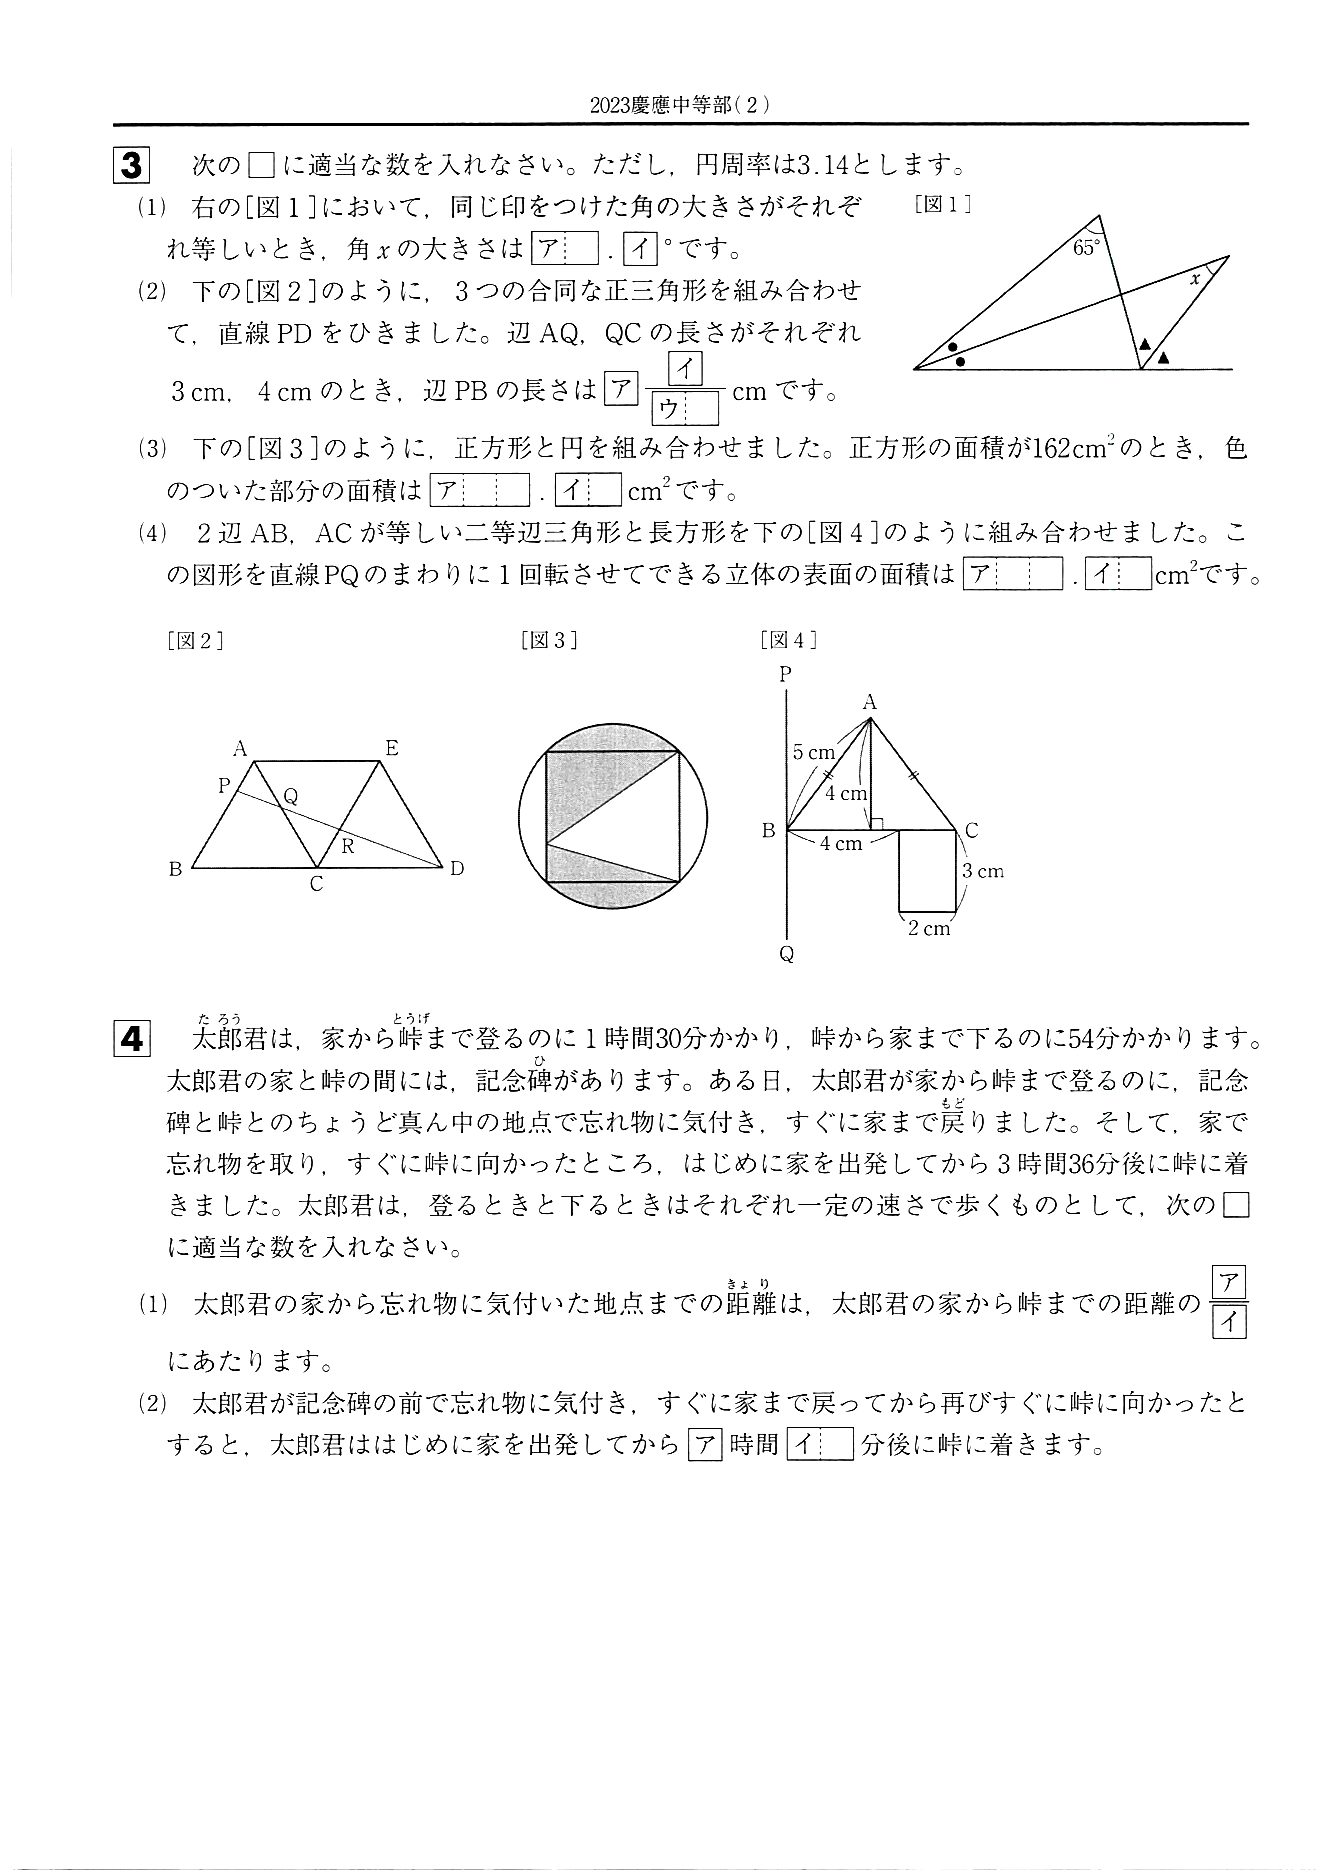 2023慶應中等部(2)
3 次の□に適当な数を入れなさい。ただし，円周率は3.14とします。
(1) 右の[図1]において，同じ印をつけた角の大きさがそれぞ
れ等しいとき，角xの大きさは ア . イ °です。
[図1]
65°
x
(2) 下の[図2]のように，3つの合同な正三角形を組み合わせ
て，直線PDをひきました。辺AQ，QCの長さがそれぞれ
3cm，4cmのとき，辺PBの長さは ア イ/ウ cmです。
(3) 下の[図3]のように，正方形と円を組み合わせました。正方形の面積が162cm²のとき，色
のついた部分の面積は ア . イ cm²です。
(4) 2辺AB，ACが等しい二等辺三角形と長方形を下の[図4]のように組み合わせました。こ
の図形を直線PQのまわりに1回転させてできる立体の表面の面積は ア . イ cm²です。
[図2] [図3] [図4]
A
E
P
Q
R
B
C
D
P
A
5cm
4cm
B
C
4cm
3cm
2cm
Q
4 太郎君は，家から峠まで登るのに1時間30分かかり，峠から家まで下るのに54分かかります。
たろう とうげ
太郎君の家と峠の間には，記念碑があります。ある日，太郎君が家から峠まで登るのに，記念
ひ
碑と峠とのちょうど真ん中の地点で忘れ物に気付き，すぐに家まで戻りました。そして，家で
もど
忘れ物を取り，すぐに峠に向かったところ，はじめに家を出発してから3時間36分後に峠に着
きました。太郎君は，登るときと下るときはそれぞれ一定の速さで歩くものとして，次の□
に適当な数を入れなさい。
(1) 太郎君の家から忘れ物に気付いた地点までの距離は，太郎君の家から峠までの距離の ア/イ
きょり
にあたります。
(2) 太郎君が記念碑の前で忘れ物に気付き，すぐに家まで戻ってから再びすぐに峠に向かったと
すると，太郎君ははじめに家を出発してから ア 時間 イ 分後に峠に着きます。